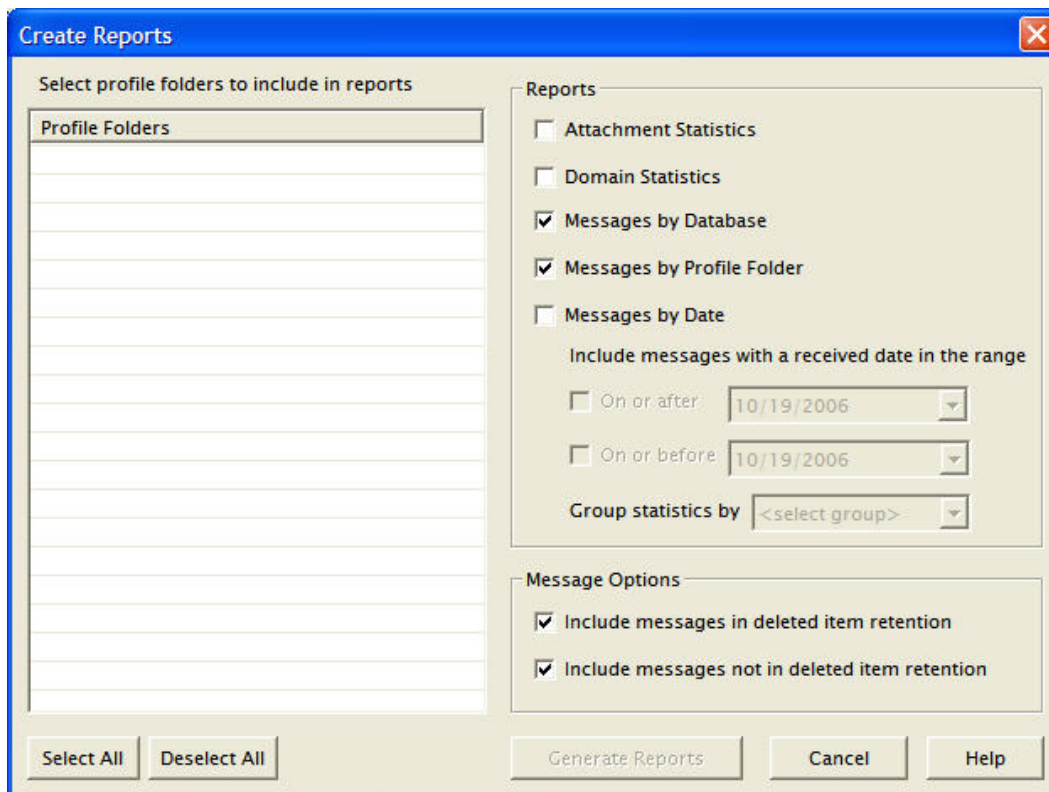 Create Reports
Select profile folders to include in reports
Profile Folders
Select All
Deselect All
Reports
Attachment Statistics
Domain Statistics
Messages by Database
Messages by Profile Folder
Messages by Date
Include messages with a received date in the range
On or after 10/19/2006
On or before 10/19/2006
Group statistics by <select group>
Message Options
Include messages in deleted item retention
Include messages not in deleted item retention
Generate Reports
Cancel
Help